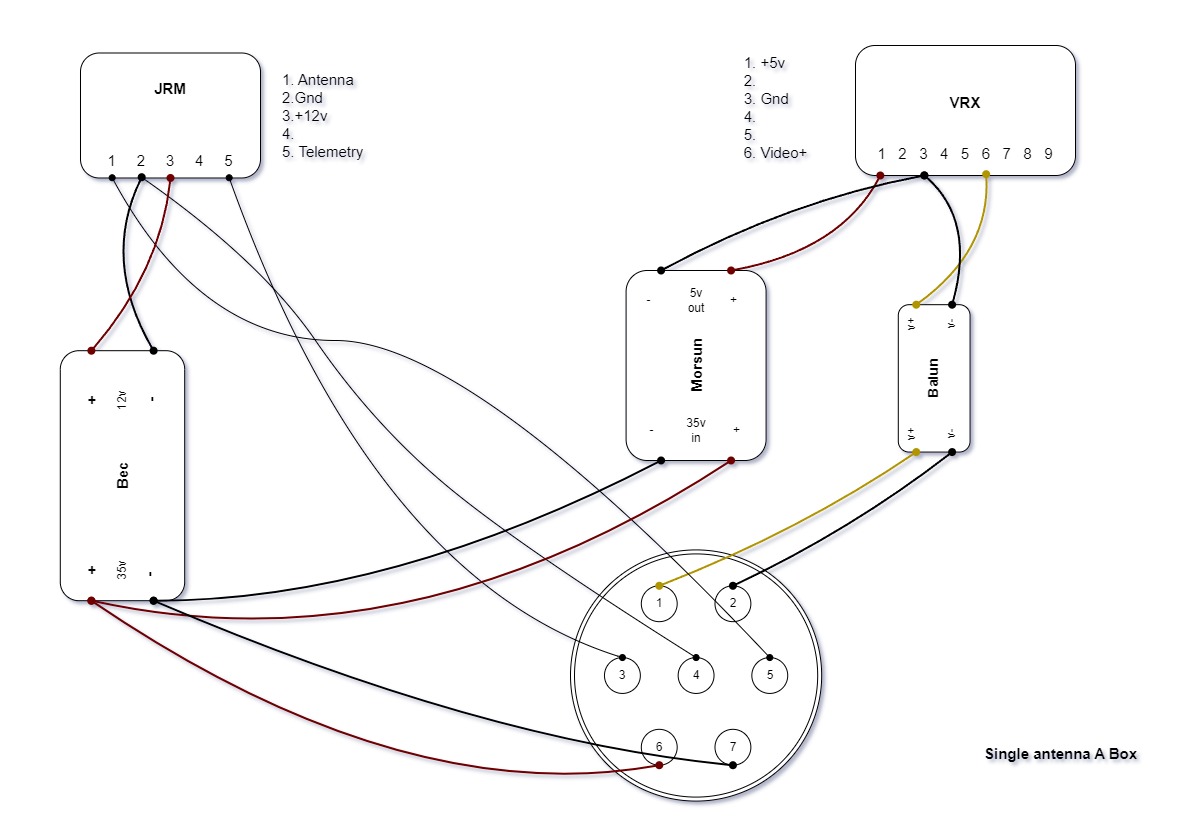 JRM
1 2 3 4 5
1. Antenna
2.Gnd
3.+12v
4.
5. Telemetry
1. +5v
2.
3. Gnd
4.
5.
6. Video+
VRX
1 2 3 4 5 6 7 8 9
- 5v +
out
Morsun
- 35v +
in
v+ v-
Balun
v+ v-
+ 12v -
Bec
+ 35v -
1 2
3 4 5
6 7
Single antenna A Box